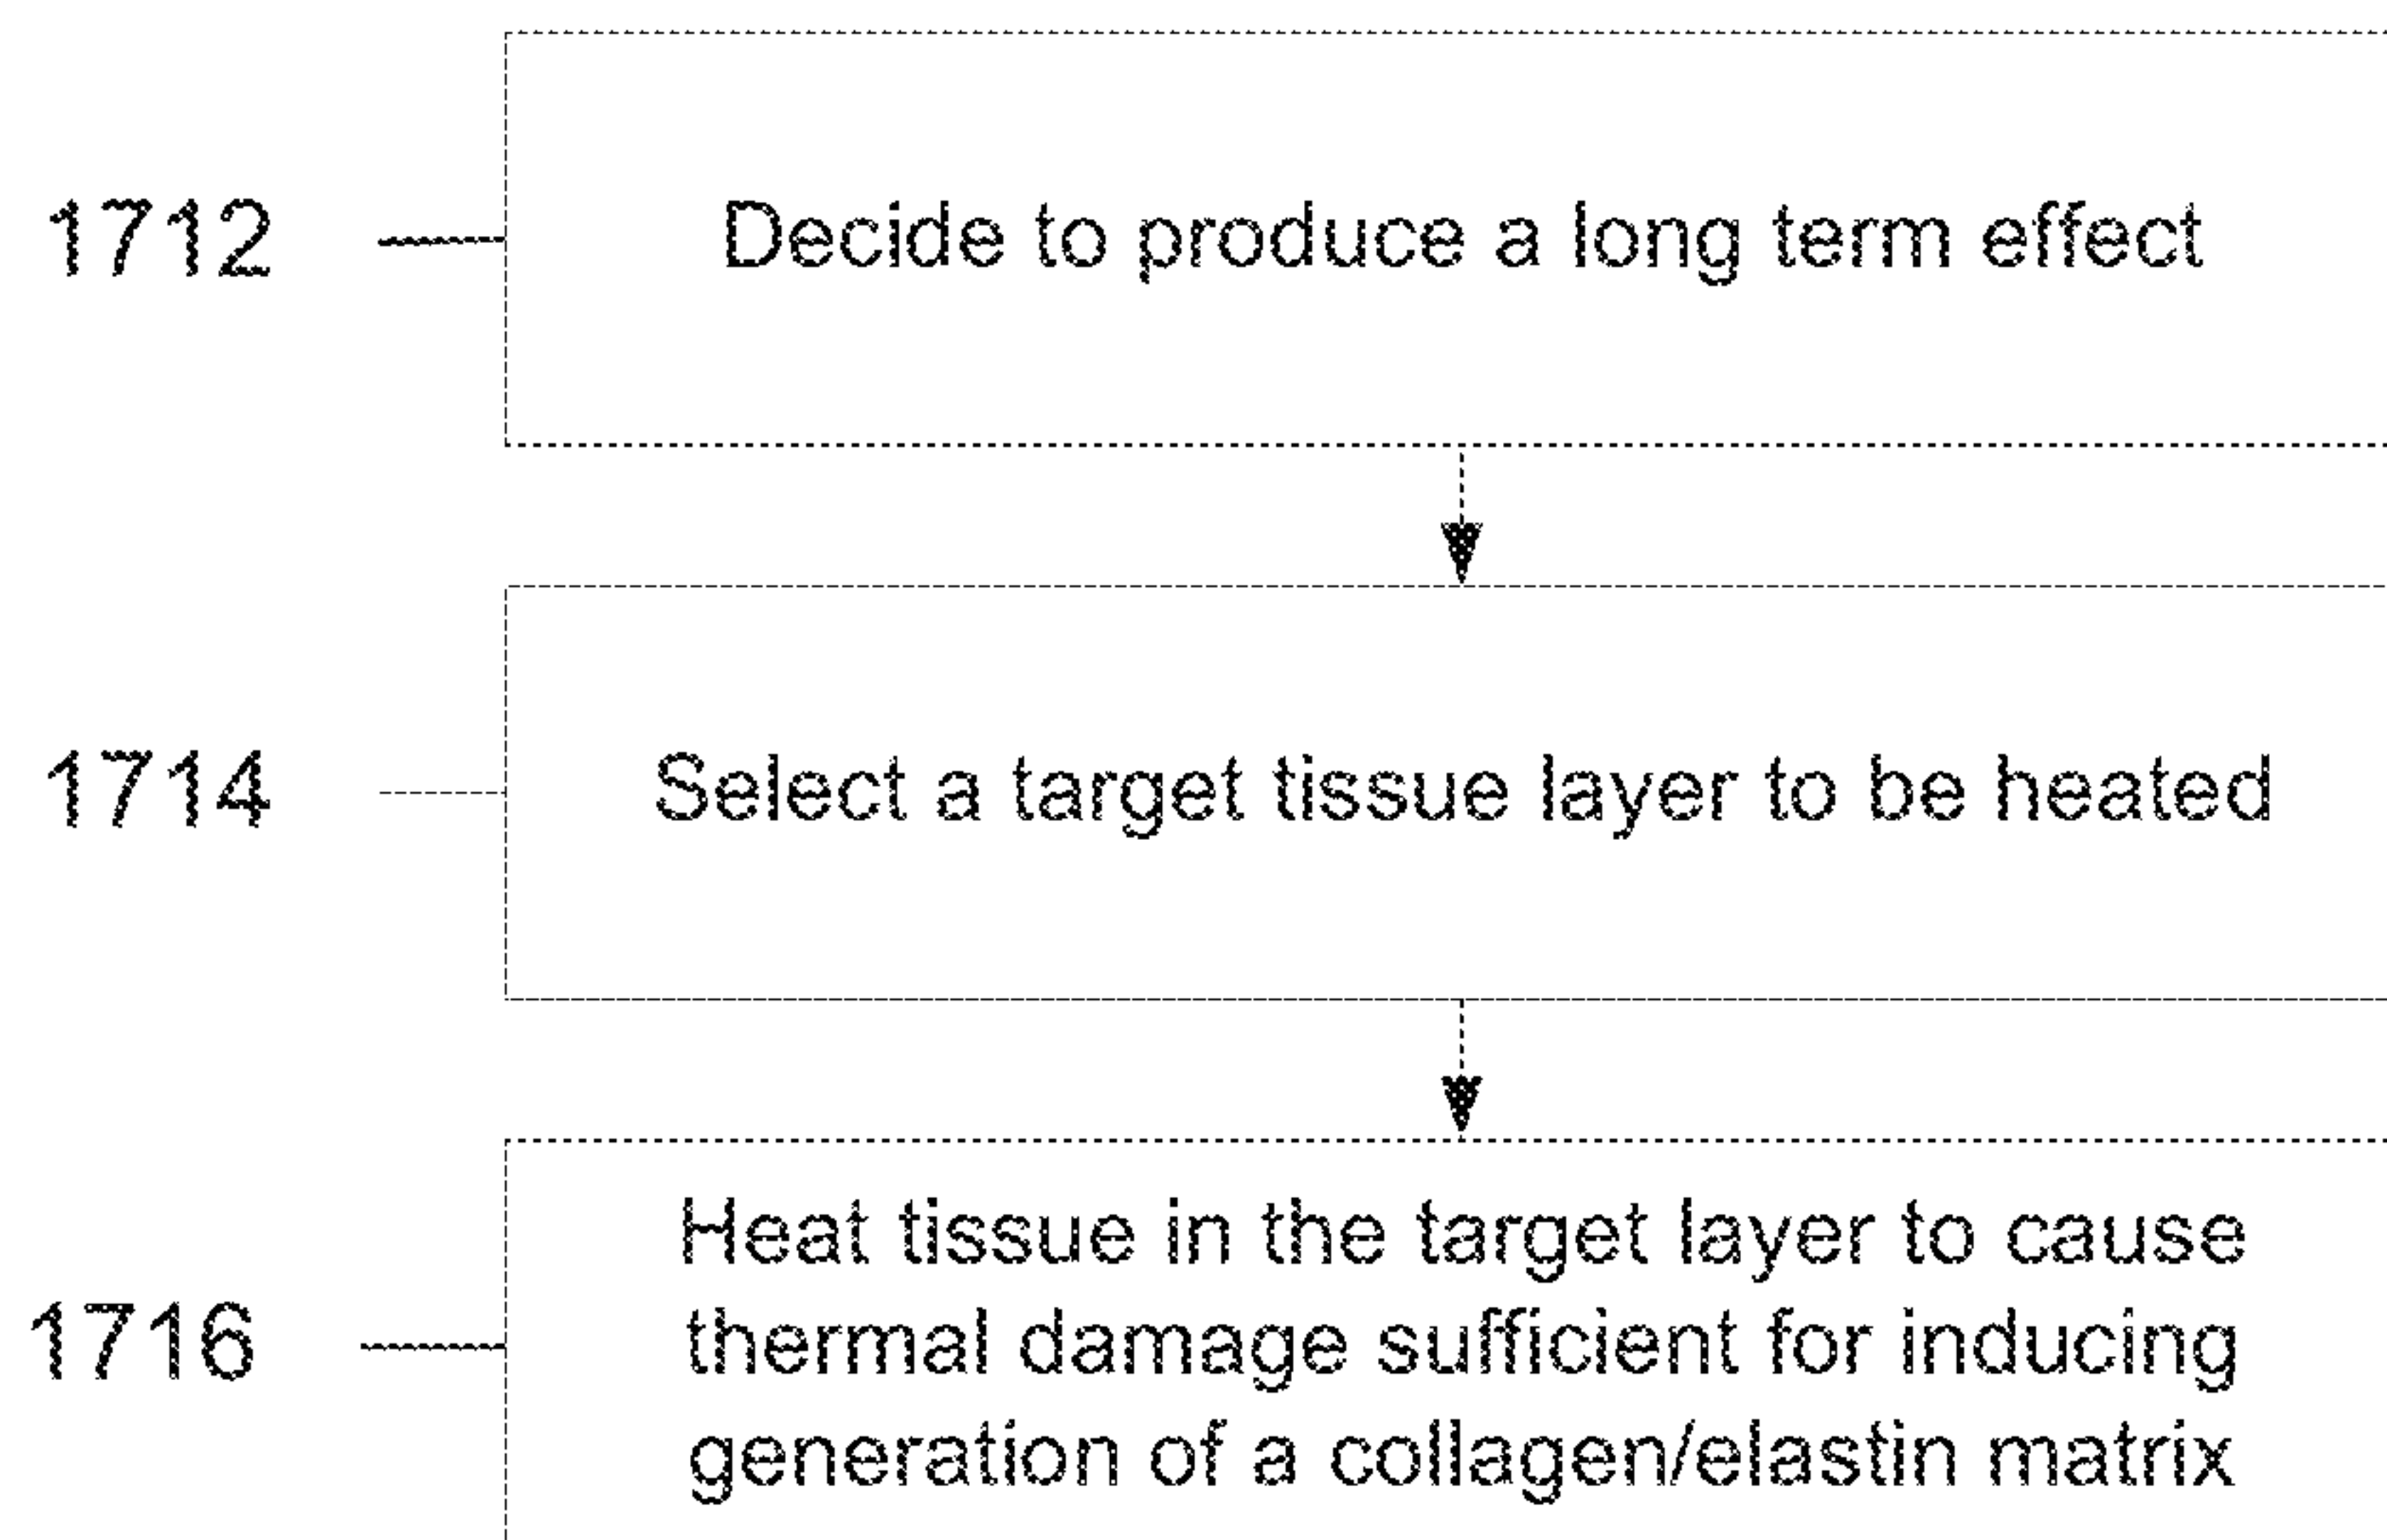 1712
Decide to produce a long term effect
1714
Select a target tissue layer to be heated
Heat tissue in the target layer to cause
1716
thermal damage sufficient for inducing
generation of a collagen/elastin matrix